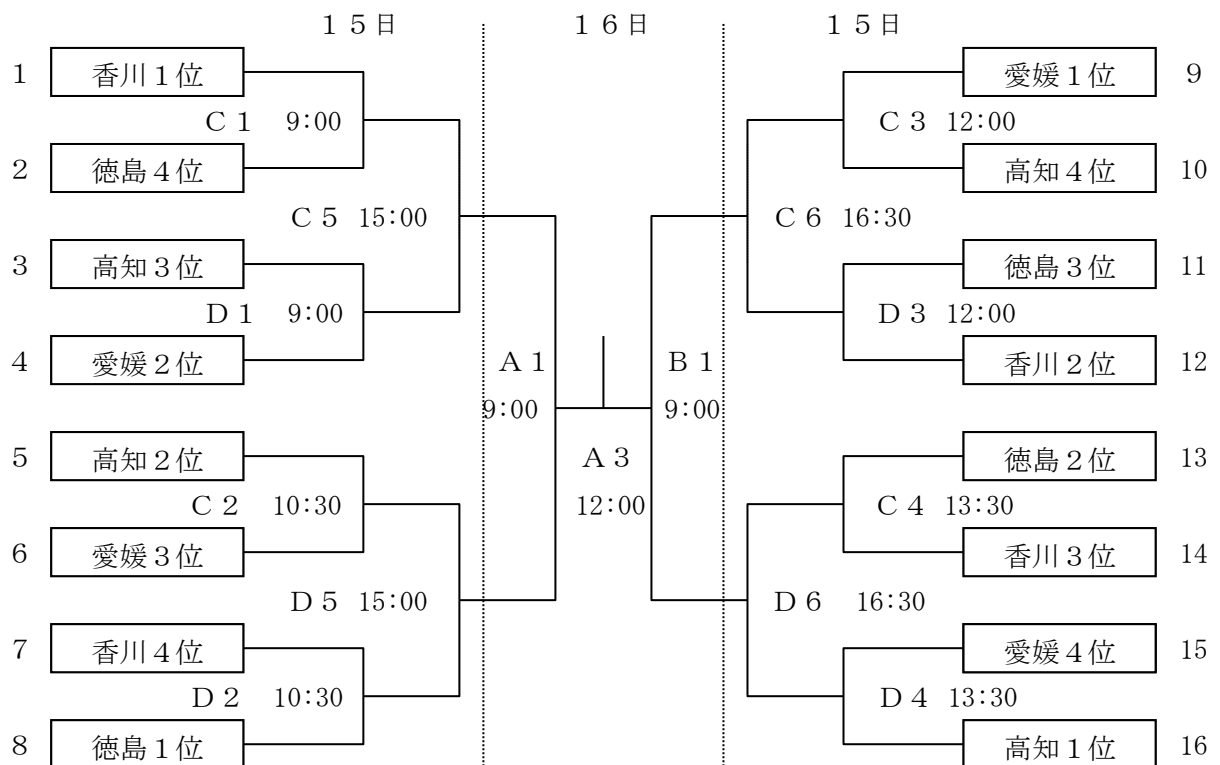 １５日 １６日 １５日
1 香川１位 愛媛１位 9
Ｃ１ 9:00 Ｃ３ 12:00
2 徳島４位 高知４位 10
Ｃ５ 15:00 Ｃ６ 16:30
3 高知３位 徳島３位 11
Ｄ１ 9:00 Ｄ３ 12:00
4 愛媛２位 Ａ１ Ｂ１ 香川２位 12
9:00 9:00
5 高知２位 Ａ３ 徳島２位 13
Ｃ２ 10:30 12:00 Ｃ４ 13:30
6 愛媛３位 香川３位 14
Ｄ５ 15:00 Ｄ６ 16:30
7 香川４位 愛媛４位 15
Ｄ２ 10:30 Ｄ４ 13:30
8 徳島１位 高知１位 16